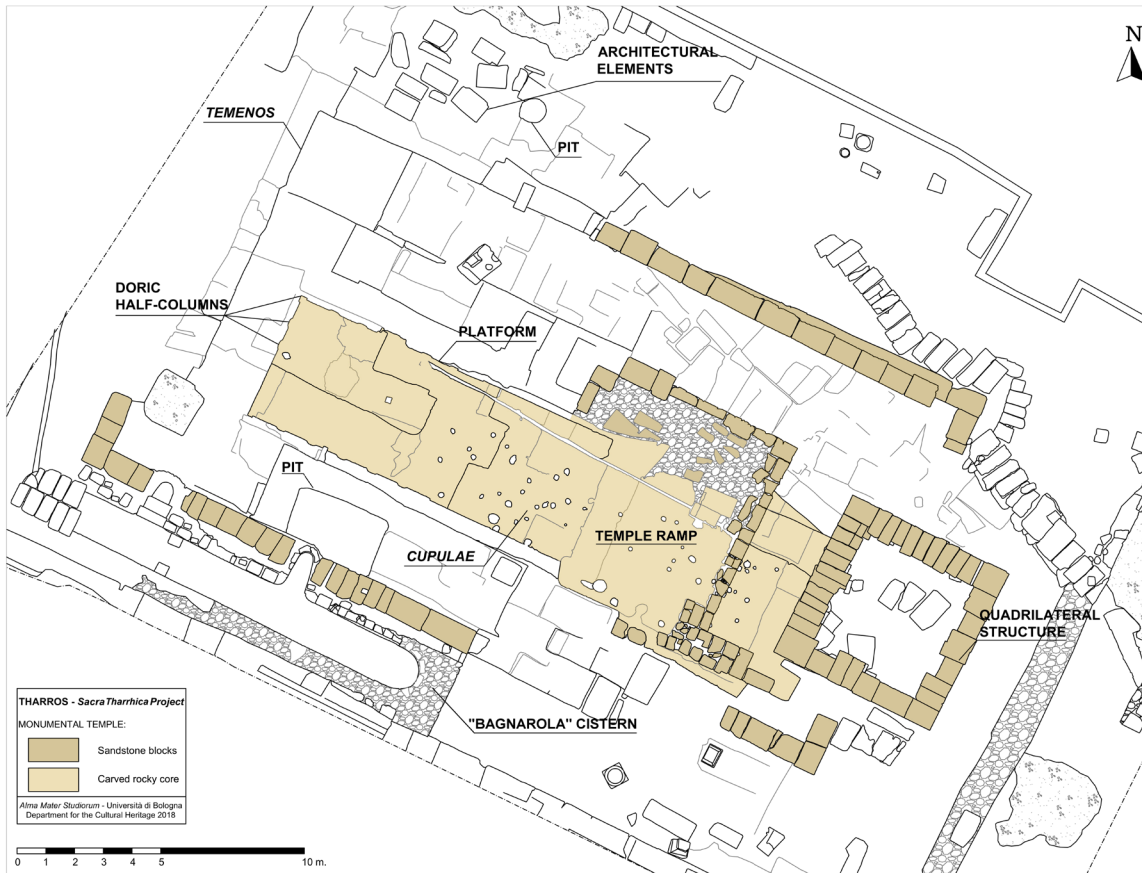 N
ARCHITECTURAL
ELEMENTS
TEMENOS
PIT
DORIC
HALF-COLUMNS
PLATFORM
PIT
TEMPLE RAMP
CUPULAE
QUADRILATERAL
STRUCTURE
"BAGNAROLA" CISTERN
THARROS - Sacra Tharrhica Project
MONUMENTAL TEMPLE:
Sandstone blocks
Carved rocky core
Alma Mater Studiorum - Università di Bologna
Department for the Cultural Heritage 2018
0 1 2 3 4 5 10 m.